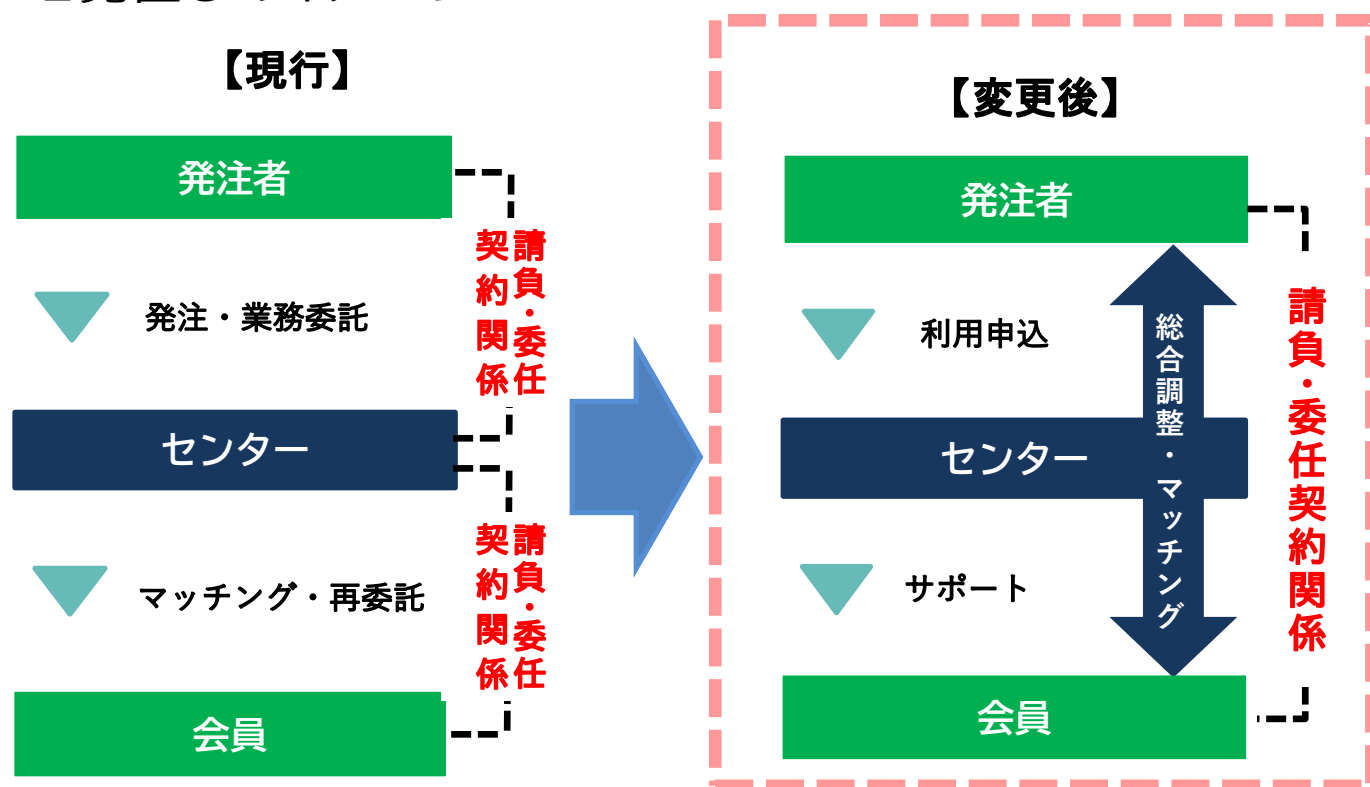 【現行】
発注者
発注・業務委託
請負・委任
契約関係
センター
マッチング・再委託
請負・委任
契約関係
会員
【変更後】
発注者
利用申込
総合調整・マッチング
請負・委任契約関係
センター
サポート
会員